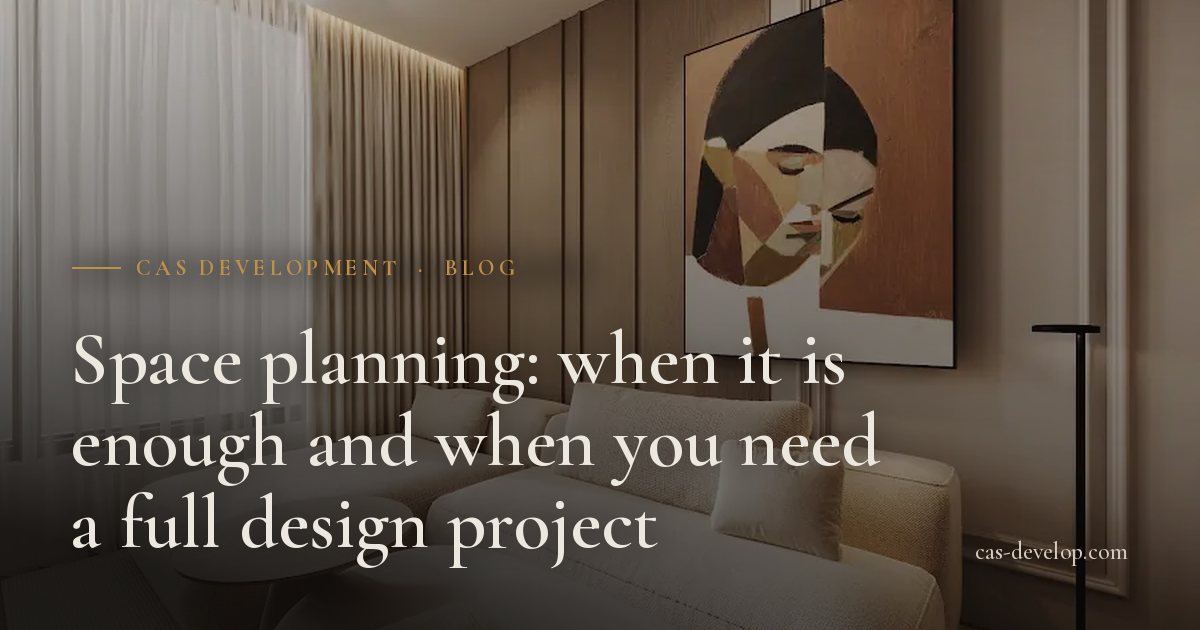 CAS DEVELOPMENT · BLOG
Space planning: when it is
enough and when you need
a full design project
cas-develop.com